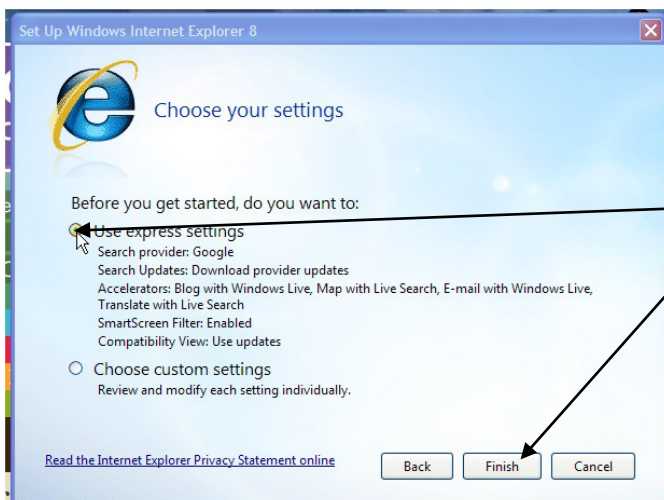 Set Up Windows Internet Explorer 8
Choose your settings
Before you get started, do you want to:
Use express settings
Search provider: Google
Search Updates: Download provider updates
Accelerators: Blog with Windows Live, Map with Live Search, E-mail with Windows Live,
Translate with Live Search
SmartScreen Filter: Enabled
Compatibility View: Use updates
Choose custom settings
Review and modify each setting individually.
Read the Internet Explorer Privacy Statement online
Back Finish Cancel